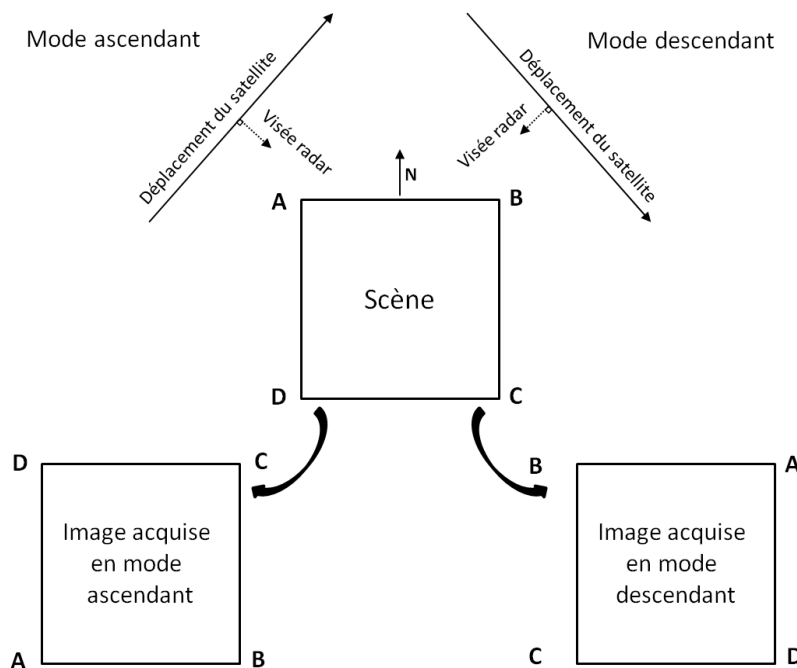 Mode ascendant
Mode descendant
Déplacement du satellite
Visée radar
Visée radar
Déplacement du satellite
N
A
B
Scène
D
C
D
C
B
A
Image acquise
en mode
ascendant
Image acquise
en mode
descendant
A
B
C
D